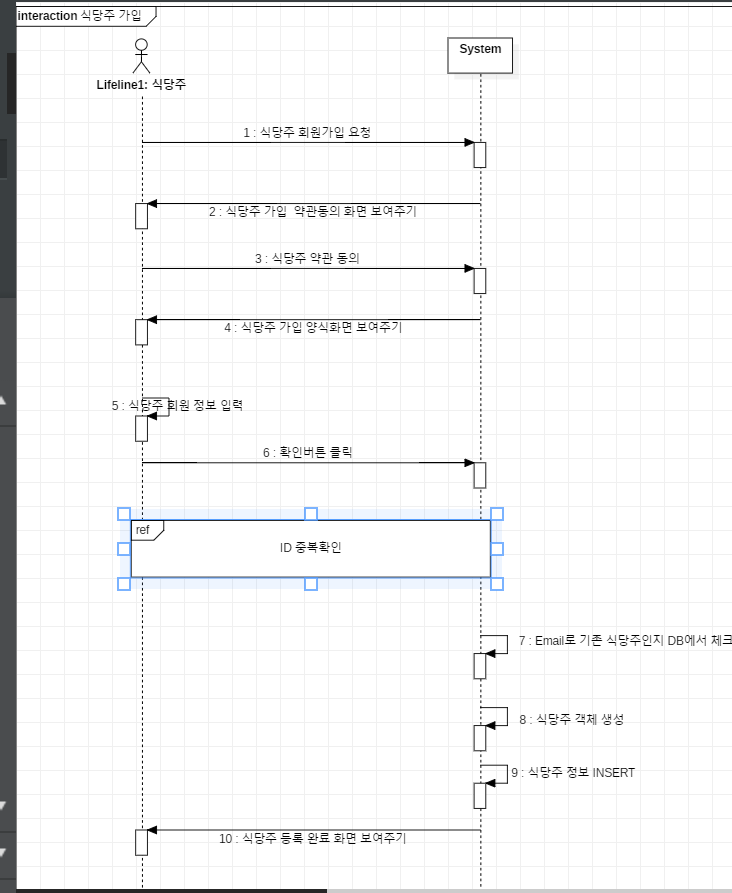 interaction 식당주 가입
System
Lifeline1: 식당주
1 : 식당주 회원가입 요청
2 : 식당주 가입 약관동의 화면 보여주기
3 : 식당주 약관 동의
4 : 식당주 가입 양식화면 보여주기
5 : 식당주 회원 정보 입력
6 : 확인버튼 클릭
ref
ID 중복확인
7 : Email로 기존 식당주인지 DB에서 체크
8 : 식당주 객체 생성
9 : 식당주 정보 INSERT
10 : 식당주 등록 완료 화면 보여주기